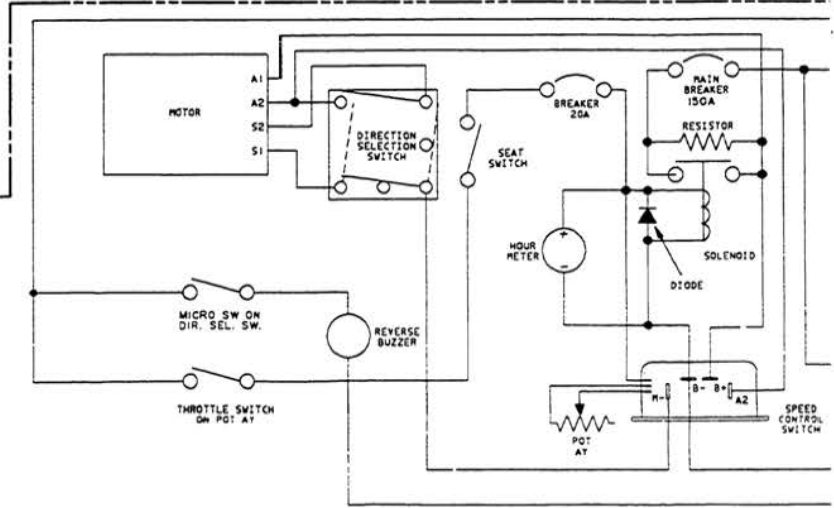 MOTOR
A1
A2
S2
S1
DIRECTION
SELECTION
SWITCH
SEAT
SWITCH
BREAKER
20A
MAIN
BREAKER
150A
RESISTOR
HOUR
METER
+
-
SOLENOID
DIODE
MICRO SW ON
DIR. SEL. SW.
REVERSE
BUZZER
THROTTLE SWITCH
ON POT AY
POT
AY
M-
B-
B+
A2
SPEED
CONTROL
SWITCH